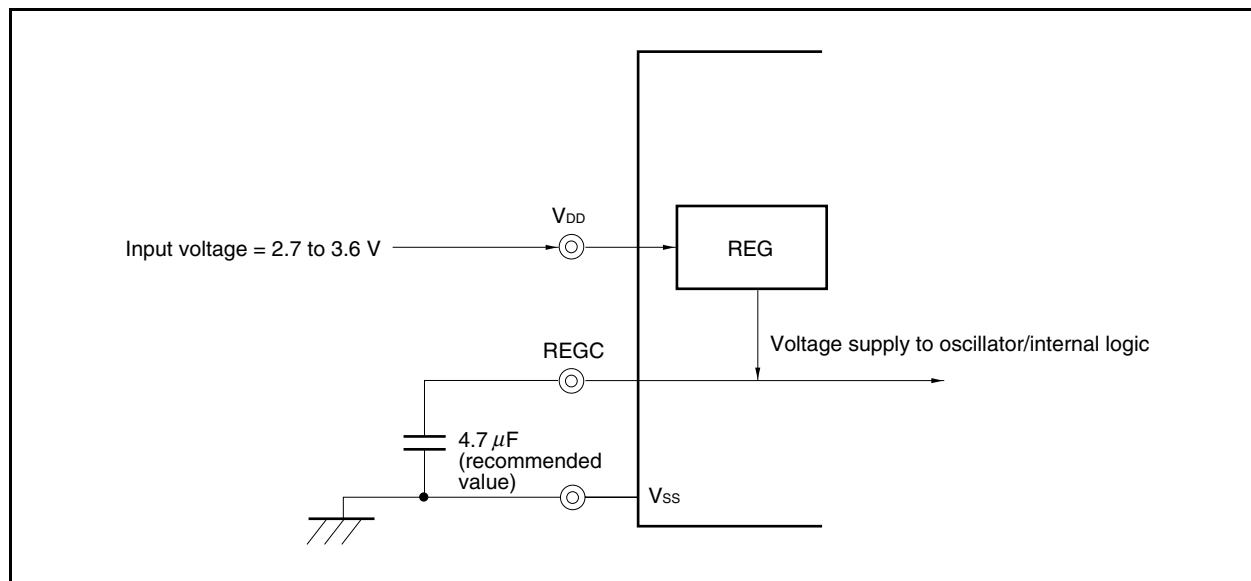 VDD
Input voltage = 2.7 to 3.6 V
REG
Voltage supply to oscillator/internal logic
REGC
4.7 μF
(recommended
value)
VSS